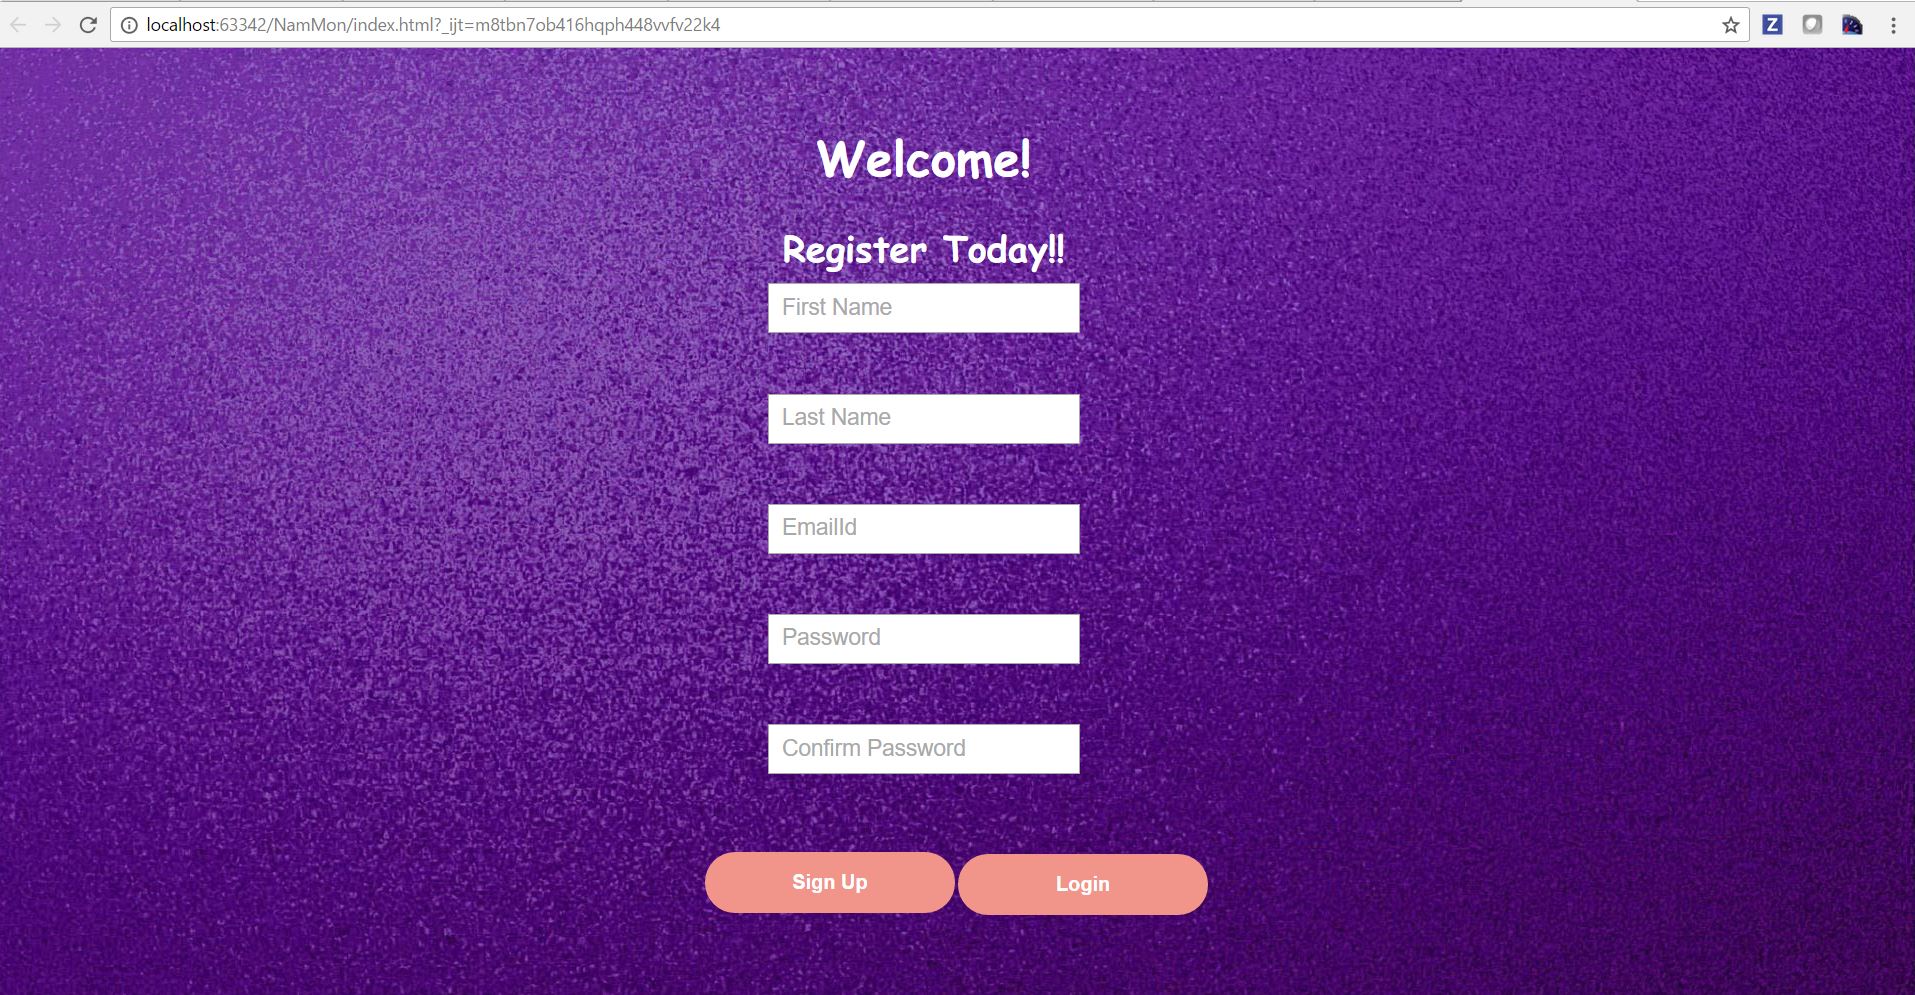 localhost:63342/NamMon/index.html?_ijt=m8tbn7ob416hqph448vvfv22k4
Z
Welcome!
Register Today!!
First Name
Last Name
EmailId
Password
Confirm Password
Sign Up
Login